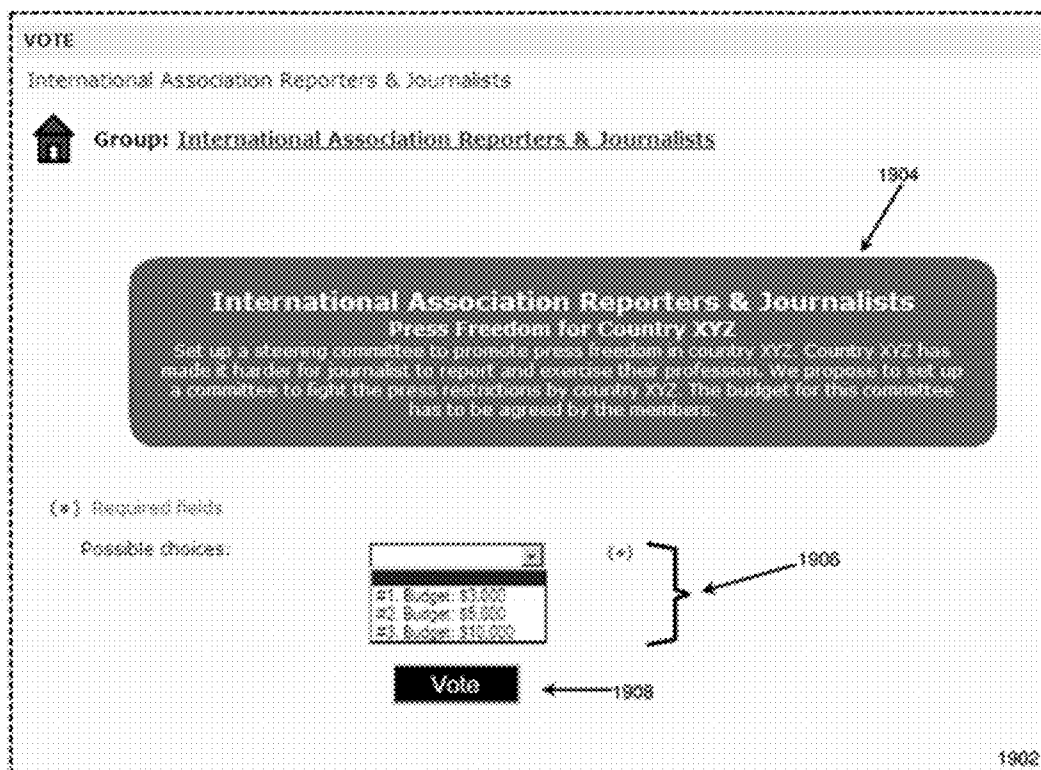 VOTE
International Association Reporters & Journalists
Group: International Association Reporters & Journalists
1904
International Association Reporters & Journalists
Press Freedom for Country XYZ
Set up a steering committee to promote press freedom in country XYZ. Country XYZ has
made it harder for journalist to report and exercise their profession. We propose to set up
a committee to fight the press restrictions by country XYZ. The budget for this committee
has to be agreed by the members.
(*) Required fields
Possible choices:
(*)
1906
#1. Budget: $3,000
#2. Budget:
#3. Budget: $10,000
Vote
1908
1902